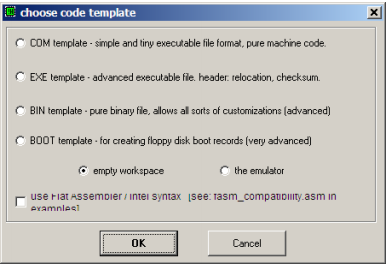 choose code template
COM template - simple and tiny executable file format, pure machine code.
EXE template - advanced executable file. header: relocation, checksum.
BIN template - pure binary file, allows all sorts of customizations (advanced)
BOOT template - for creating floppy disk boot records (very advanced)
empty workspace
the emulator
use Flat Assembler / Intel syntax [see: fasm_compatibility.asm in
examples]
OK
Cancel